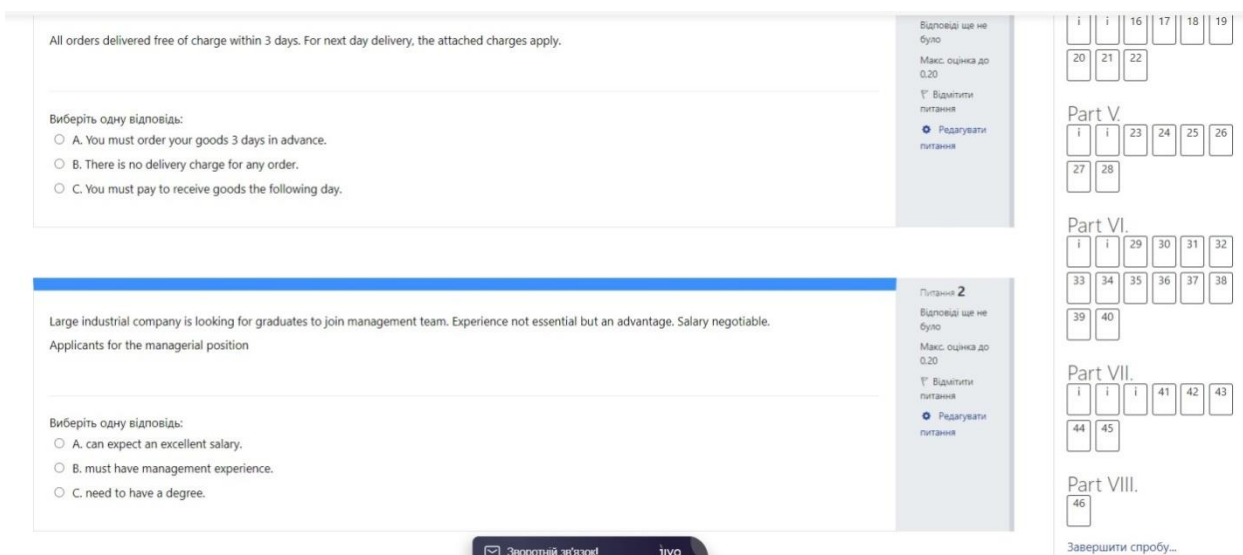 All orders delivered free of charge within 3 days. For next day delivery, the attached charges apply.
Виберіть одну відповідь:
A. You must order your goods 3 days in advance.
B. There is no delivery charge for any order.
C. You must pay to receive goods the following day.
Відповіді ще не
було
Макс. оцінка до
0.20
Відмітити
питання
Редагувати
питання
Large industrial company is looking for graduates to join management team. Experience not essential but an advantage. Salary negotiable.
Applicants for the managerial position
Виберіть одну відповідь:
A. can expect an excellent salary.
B. must have management experience.
C. need to have a degree.
Питання 2
Відповіді ще не
було
Макс. оцінка до
0.20
Відмітити
питання
Редагувати
питання
i i 16 17 18 19
20 21 22
Part V.
i i 23 24 25 26
27 28
Part VI.
i i 29 30 31 32
33 34 35 36 37 38
39 40
Part VII.
i i i 41 42 43
44 45
Part VIII.
46
Завершити спробу...
Зворотній зв'язок! jivo